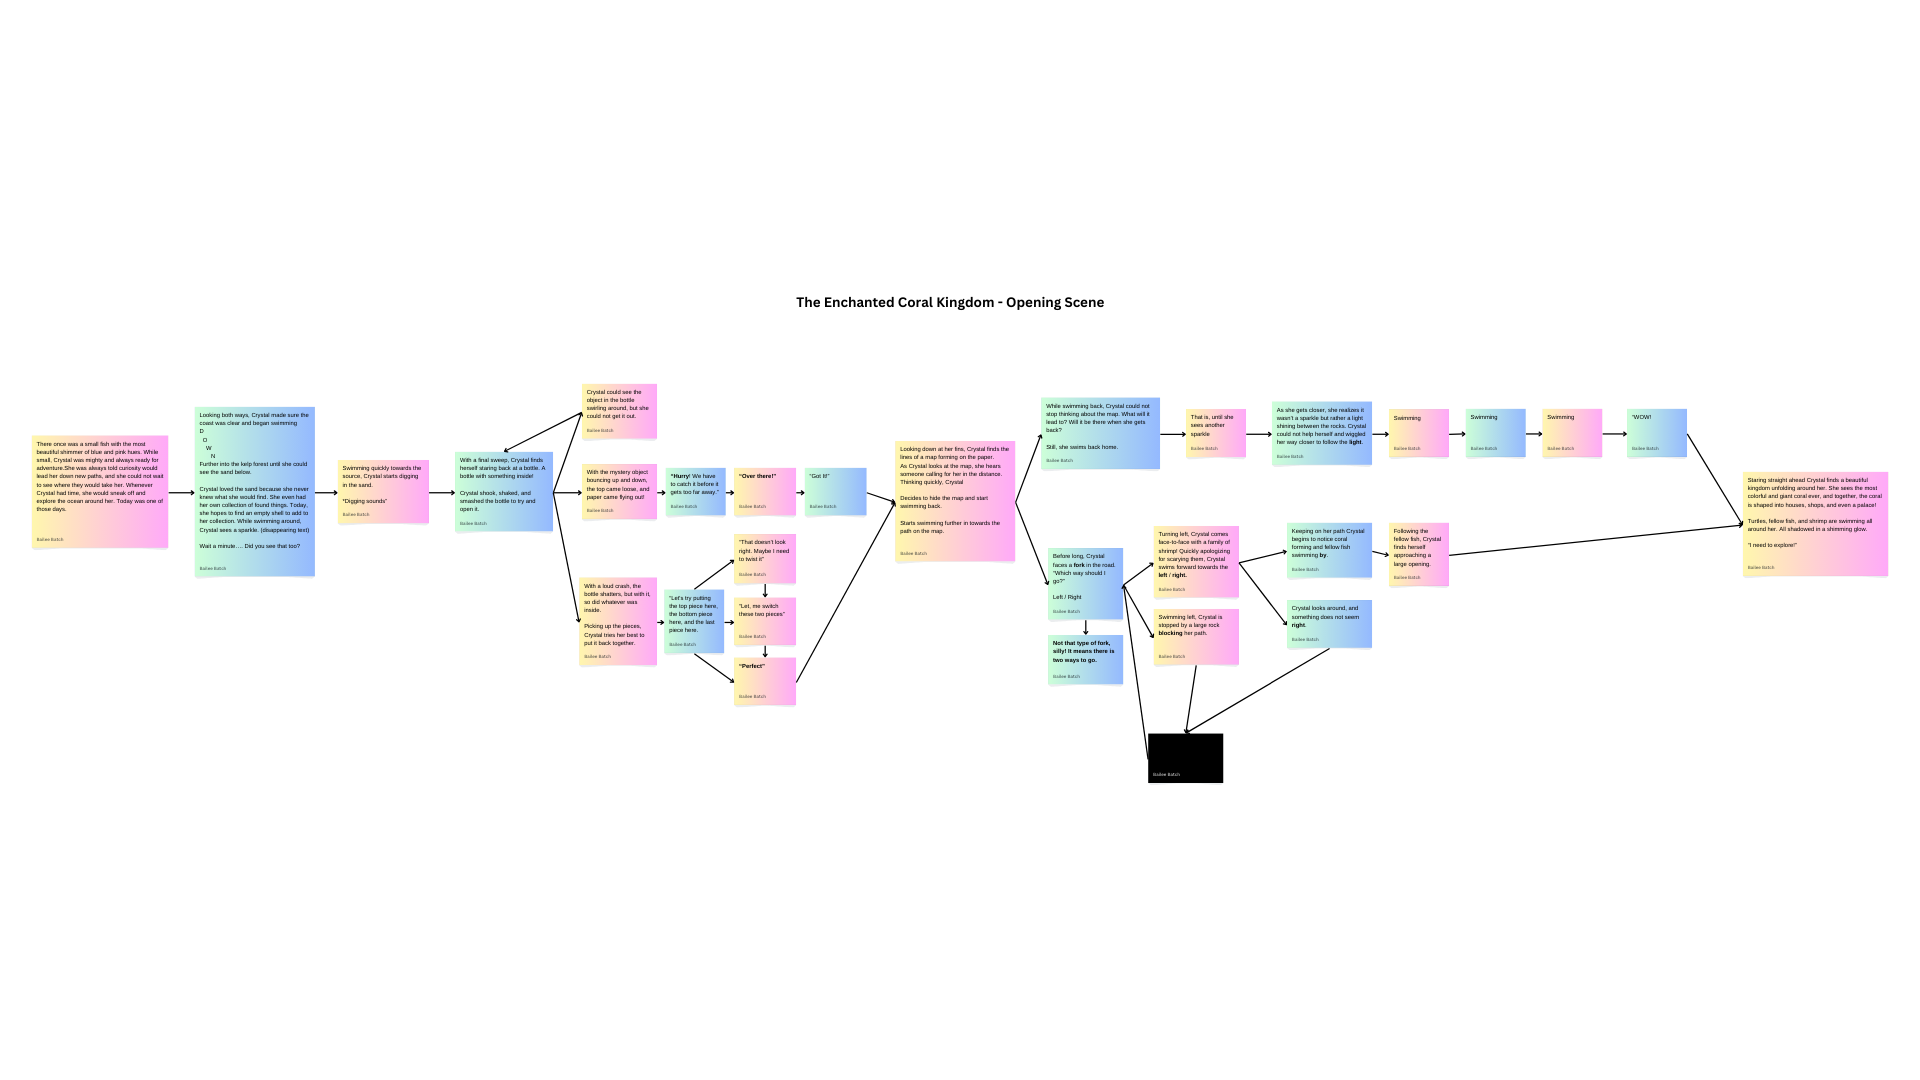 The Enchanted Coral Kingdom - Opening Scene
There once was a small fish with the most
beautiful shimmer of blue and pink hues. While
small, Crystal was mighty and always ready for
adventure.She was always told curiosity would
lead her down new paths, and she could not wait
to see where they would take her. Whenever
Crystal had time, she would sneak off and
explore the ocean around her. Today was one of
those days.
Bailee Batch
Looking both ways, Crystal made sure the
coast was clear and began swimming
D
O
W
N
Further into the kelp forest until she could
see the sand below.
Crystal loved the sand because she never
knew what she would find. She even had
her own collection of found things. Today,
she hopes to find an empty shell to add to
her collection. While swimming around,
Crystal sees a sparkle. (disappearing text)
Wait a minute…. Did you see that too?
Bailee Batch
Swimming quickly towards the
source, Crystal starts digging
in the sand.
"Digging sounds"
Bailee Batch
With a final sweep, Crystal finds
herself staring back at a bottle. A
bottle with something inside!
Crystal shook, shaked, and
smashed the bottle to try and
open it.
Bailee Batch
Crystal could see the
object in the bottle
swirling around, but she
could not get it out.
Bailee Batch
With the mystery object
bouncing up and down,
the top came loose, and
paper came flying out!
Bailee Batch
"Hurry! We have
to catch it before it
gets too far away."
Bailee Batch
"Over there!"
Bailee Batch
"Got It!"
Bailee Batch
With a loud crash, the
bottle shatters, but with it,
so did whatever was
inside.
Picking up the pieces,
Crystal tries her best to
put it back together.
Bailee Batch
"Let's try putting
the top piece here,
the bottom piece
here, and the last
piece here.
Bailee Batch
"That doesn't look
right. Maybe I need
to twist it"
Bailee Batch
"Let, me switch
these two pieces"
Bailee Batch
"Perfect"
Bailee Batch
Looking down at her fins, Crystal finds the
lines of a map forming on the paper.
As Crystal looks at the map, she hears
someone calling for her in the distance.
Thinking quickly, Crystal
Decides to hide the map and start
swimming back.
Starts swimming further in towards the
path on the map.
Bailee Batch
While swimming back, Crystal could not
stop thinking about the map. What will it
lead to? Will it be there when she gets
back?
Still, she swims back home.
Bailee Batch
That is, until she
sees another
sparkle
Bailee Batch
As she gets closer, she realizes it
wasn't a sparkle but rather a light
shining between the rocks. Crystal
could not help herself and wiggled
her way closer to follow the light.
Bailee Batch
Swimming
Bailee Batch
Swimming
Bailee Batch
Swimming
Bailee Batch
"WOW!
Bailee Batch
Before long, Crystal
faces a fork in the road.
"Which way should I
go?"
Left / Right
Bailee Batch
Not that type of fork,
silly! It means there is
two ways to go.
Bailee Batch
Turning left, Crystal comes
face-to-face with a family of
shrimp! Quickly apologizing
for scarying them, Crystal
swims forward towards the
left / right.
Bailee Batch
Swimming left, Crystal is
stopped by a large rock
blocking her path.
Bailee Batch
Keeping on her path Crystal
begins to notice coral
forming and fellow fish
swimming by.
Bailee Batch
Following the
fellow fish, Crystal
finds herself
approaching a
large opening.
Bailee Batch
Crystal looks around, and
something does not seem
right.
Bailee Batch
Bailee Batch
Staring straight ahead Crystal finds a beautiful
kingdom unfolding around her. She sees the most
colorful and giant coral ever, and together, the coral
is shaped into houses, shops, and even a palace!
Turtles, fellow fish, and shrimp are swimming all
around her. All shadowed in a shimming glow.
"I need to explore!"
Bailee Batch